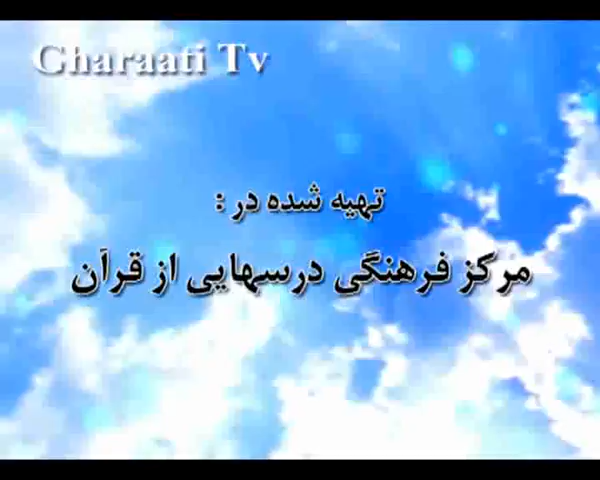 Gharaati Tv
تهیه شده در :
مرکز فرهنگی درسهایی از قرآن